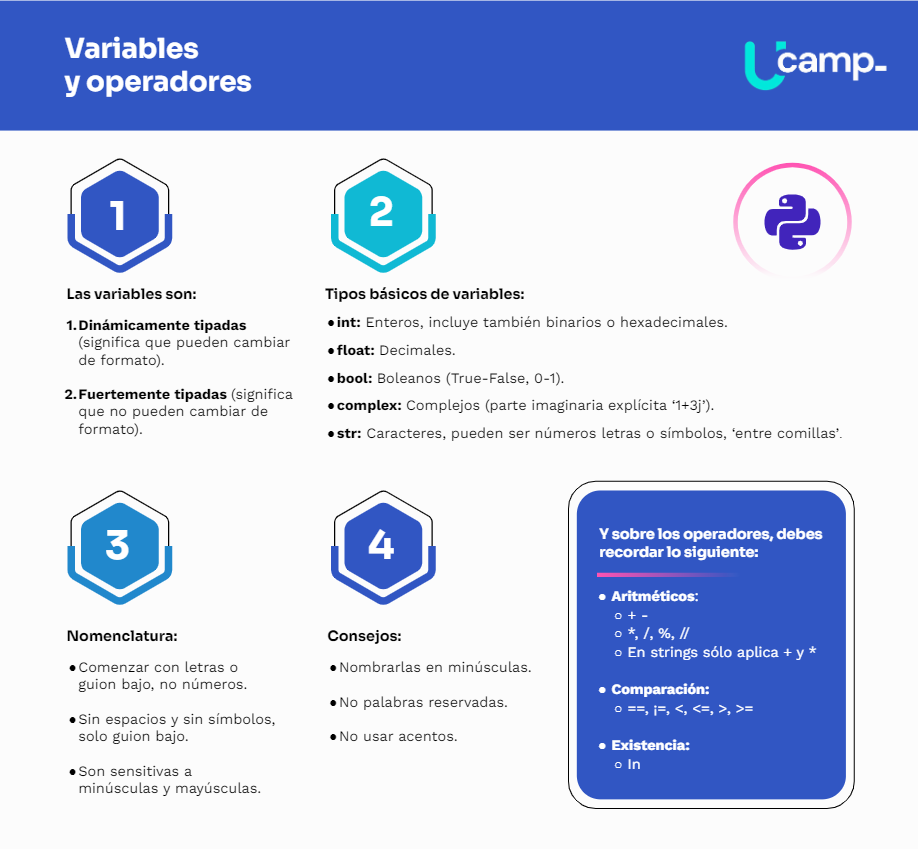 Variables
y operadores
Ucamp_
1
Las variables son:
1. Dinámicamente tipadas
(significa que pueden cambiar
de formato).
2. Fuertemente tipadas (significa
que no pueden cambiar de
formato).
2
Tipos básicos de variables:
• int: Enteros, incluye también binarios o hexadecimales.
• float: Decimales.
• bool: Boleanos (True-False, 0-1).
• complex: Complejos (parte imaginaria explícita ‘1+3j’).
• str: Caracteres, pueden ser números letras o símbolos, ‘entre comillas’.
3
Nomenclatura:
• Comenzar con letras o
guion bajo, no números.
• Sin espacios y sin símbolos,
solo guion bajo.
• Son sensitivas a
minúsculas y mayúsculas.
4
Consejos:
• Nombrarlas en minúsculas.
• No palabras reservadas.
• No usar acentos.
Y sobre los operadores, debes
recordar lo siguiente:
• Aritméticos:
○ + -
○ *, /, %, //
○ En strings sólo aplica + y *
• Comparación:
○ ==, ¡=, <, <=, >, >=
• Existencia:
○ In